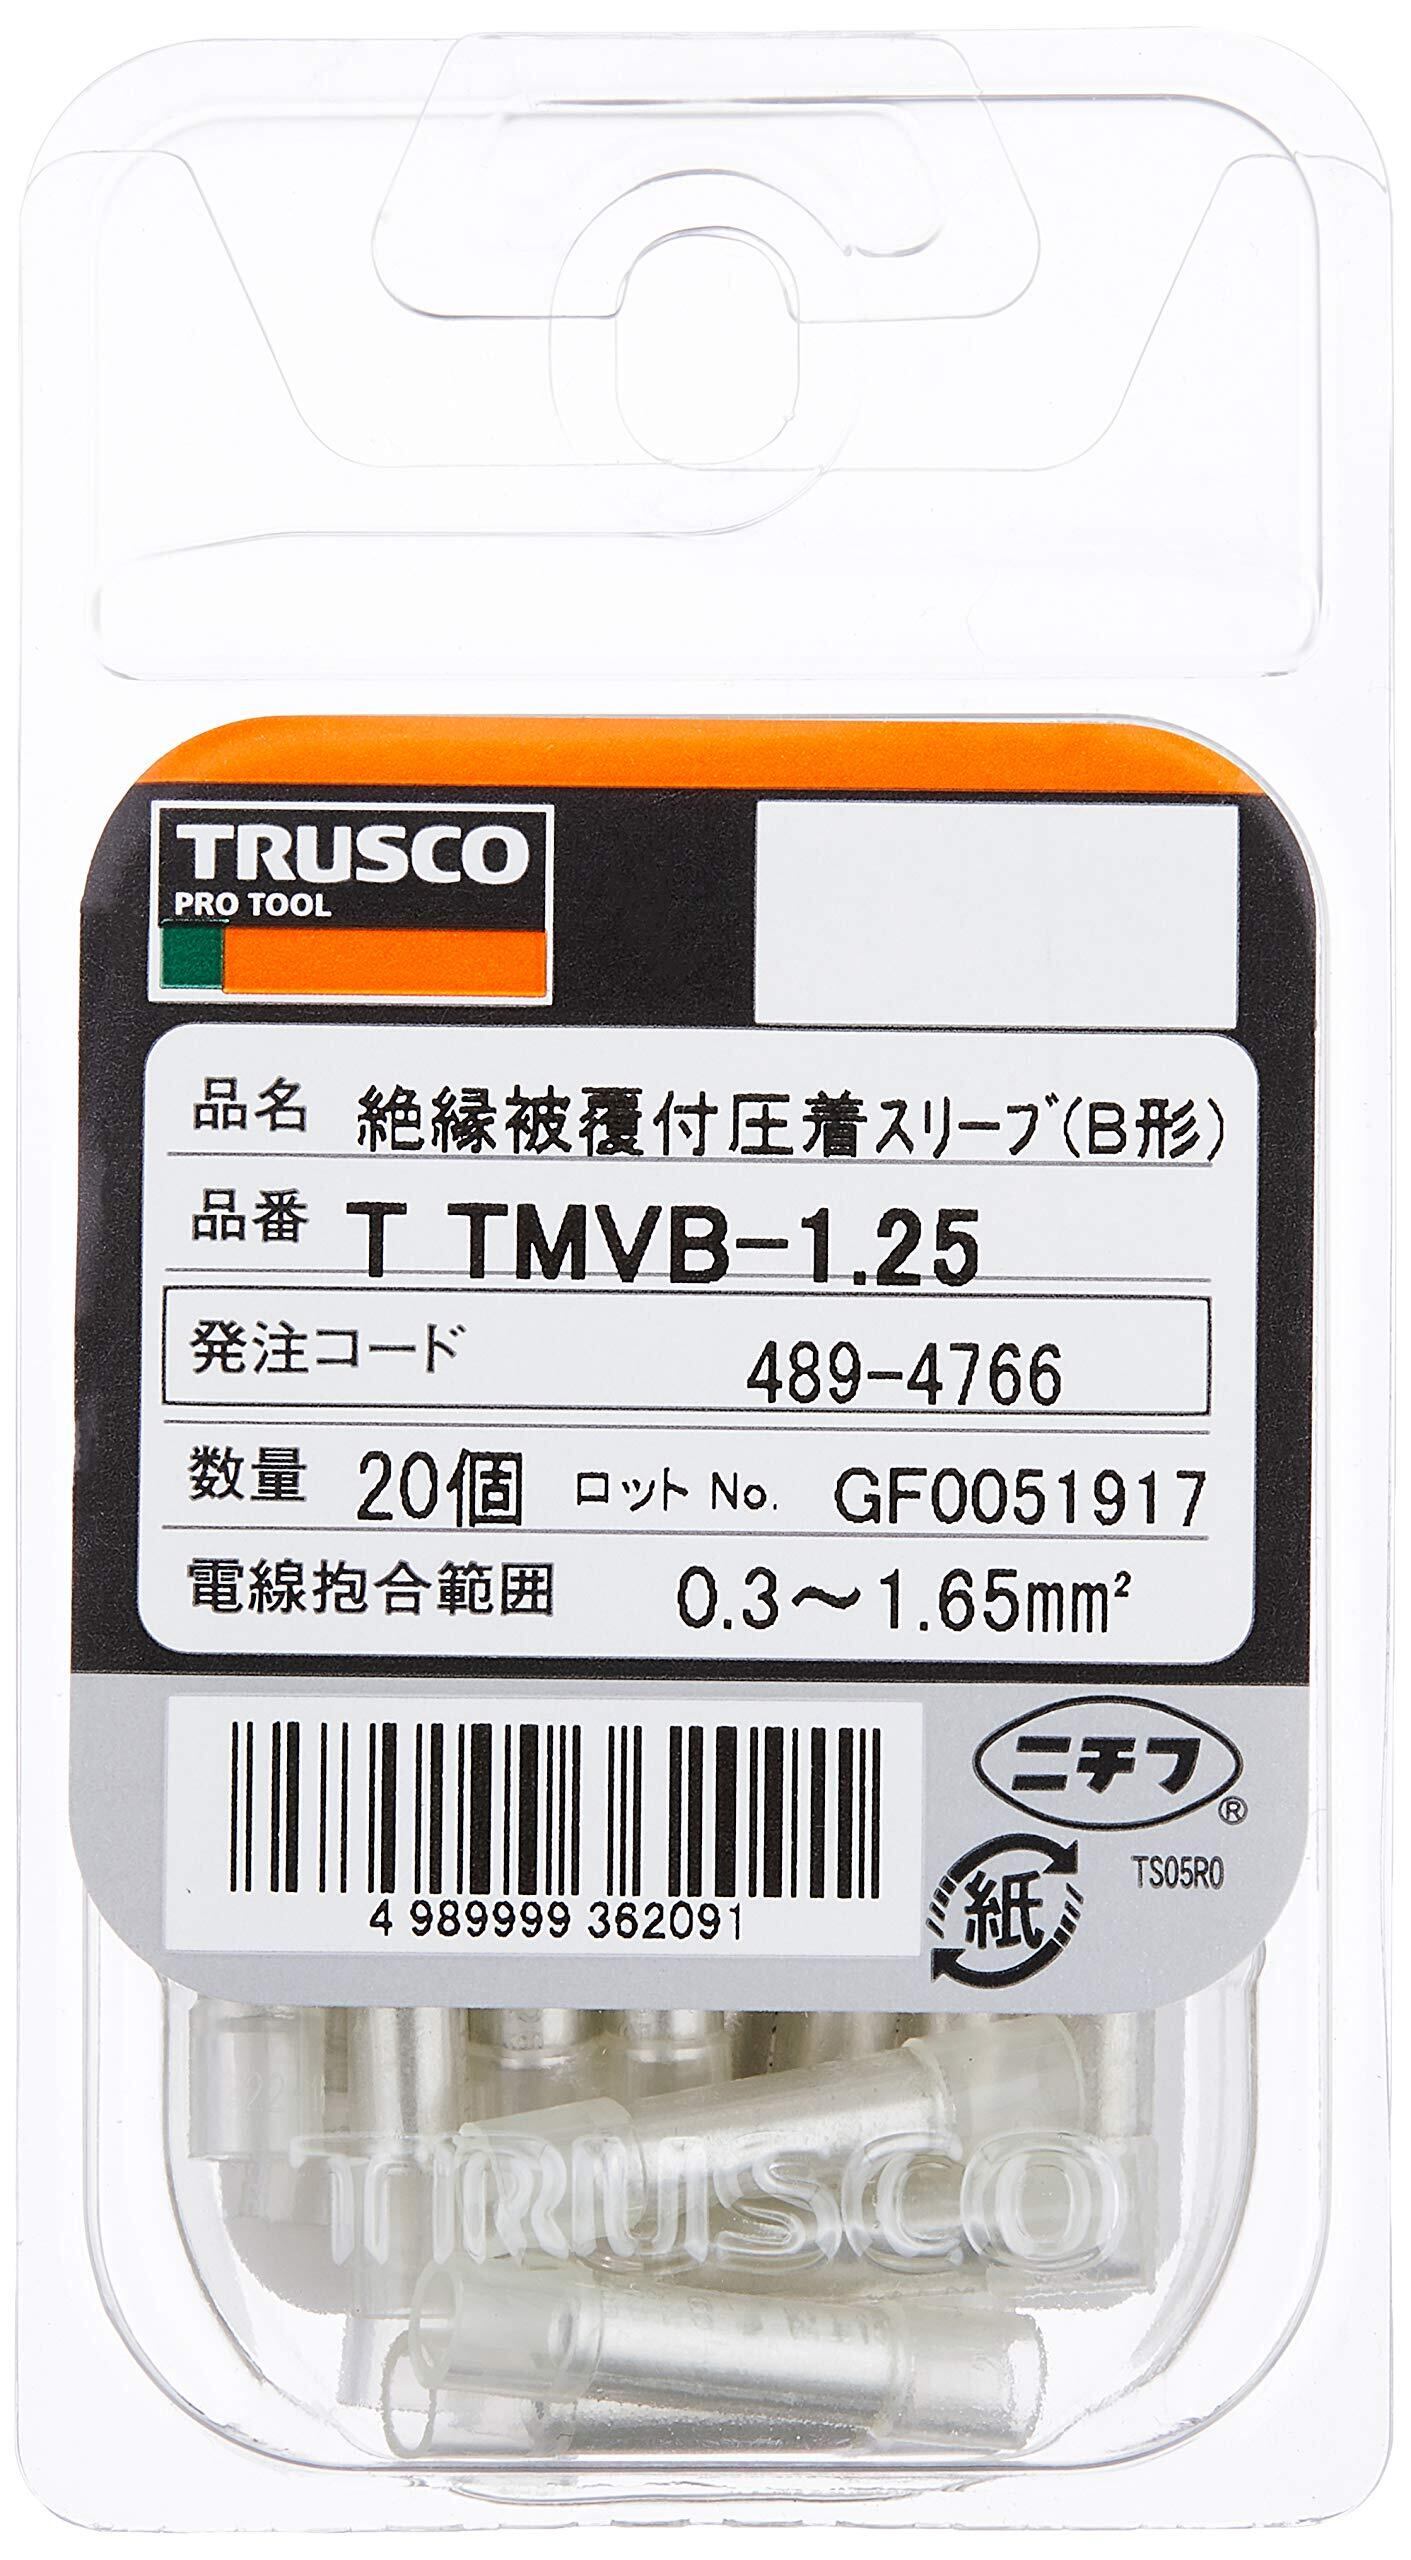 TRUSCO
PRO TOOL
品名 絶縁被覆付圧着スリーブ(B形)
品番 T TMVB-1.25
発注コード 489-4766
数量 20個 ロット No. GF0051917
電線抱合範囲 0.3〜1.65mm²
ニチフ®
TS05R0
紙
4 989999 362091
TRUSCO